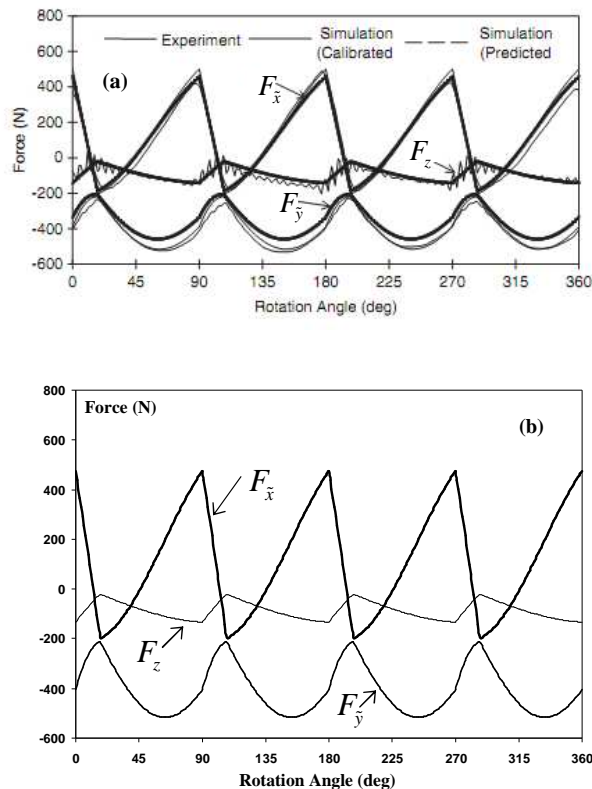 800
Experiment Simulation Simulation
(Calibrated (Predicted
600
(a)
400
F_x̃
200
Force (N)
0
F_z
-200
F_ỹ
-400
-600
0 45 90 135 180 225 270 315 360
Rotation Angle (deg)
800
Force (N)
(b)
600
400
F_x̃
200
0
-200
F_z
-400
F_ỹ
-600
0 45 90 135 180 225 270 315 360
Rotation Angle (deg)